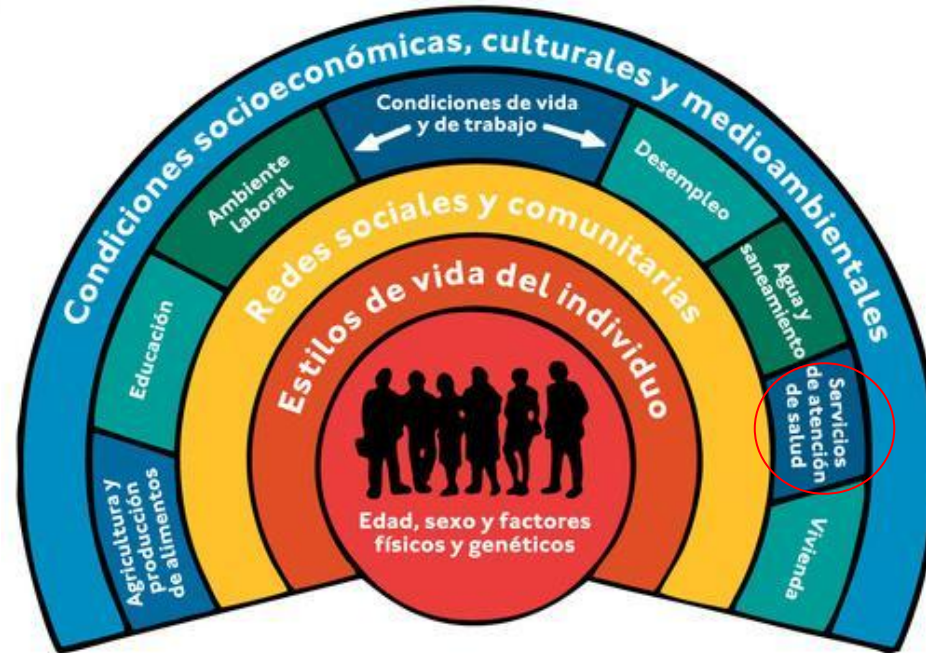 Condiciones socioeconómicas, culturales y medioambientales
Condiciones de vida
y de trabajo
Agricultura y
producción
de alimentos
Educación
Ambiente
laboral
Desempleo
Agua y
saneamiento
Servicios
de atención
de salud
Vivienda
Redes sociales y comunitarias
Estilos de vida del individuo
Edad, sexo y factores
físicos y genéticos